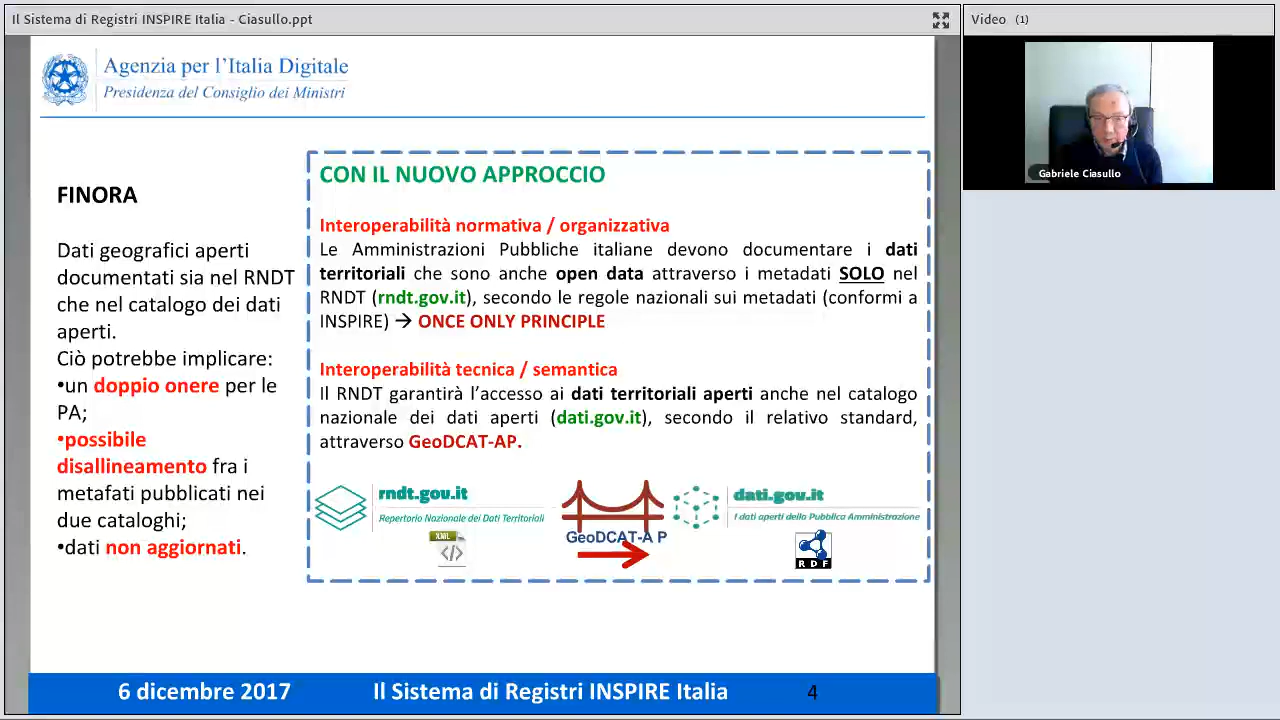 Il Sistema di Registri INSPIRE Italia - Ciasullo.ppt
Video (1)
Agenzia per l'Italia Digitale
Presidenza del Consiglio dei Ministri
Gabriele Ciasullo
FINORA
Dati geografici aperti
documentati sia nel RNDT
che nel catalogo dei dati
aperti.
Ciò potrebbe implicare:
•un doppio onere per le
PA;
•possibile
disallineamento fra i
metafati pubblicati nei
due cataloghi;
•dati non aggiornati.
CON IL NUOVO APPROCCIO
Interoperabilità normativa / organizzativa
Le Amministrazioni Pubbliche italiane devono documentare i dati
territoriali che sono anche open data attraverso i metadati SOLO nel
RNDT (rndt.gov.it), secondo le regole nazionali sui metadati (conformi a
INSPIRE) → ONCE ONLY PRINCIPLE
Interoperabilità tecnica / semantica
Il RNDT garantirà l'accesso ai dati territoriali aperti anche nel catalogo
nazionale dei dati aperti (dati.gov.it), secondo il relativo standard,
attraverso GeoDCAT-AP.
rndt.gov.it
Repertorio Nazionale dei Dati Territoriali
XML
</>
GeoDCAT-A P
dati.gov.it
I dati aperti della Pubblica Amministrazione
RDF
6 dicembre 2017 Il Sistema di Registri INSPIRE Italia 4